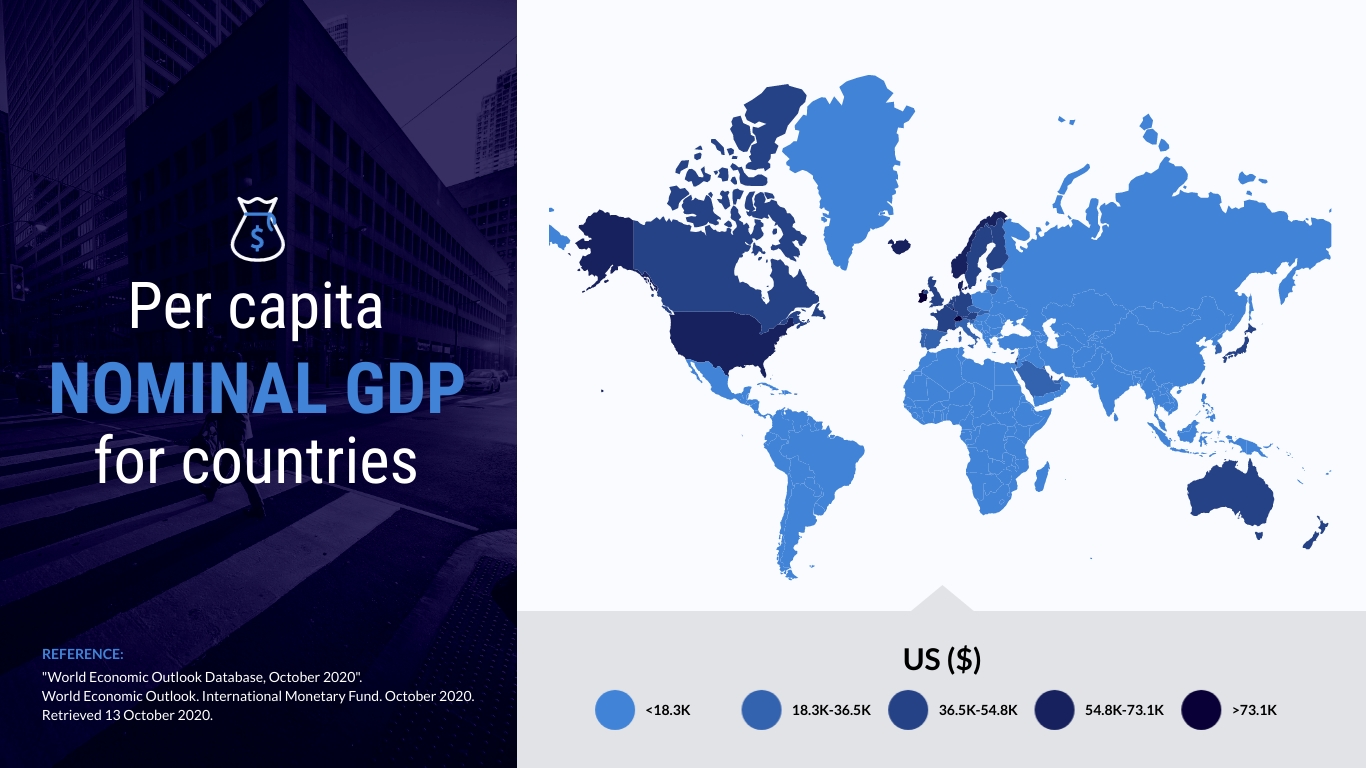 $
Per capita
NOMINAL GDP
for countries
REFERENCE:
"World Economic Outlook Database, October 2020".
World Economic Outlook. International Monetary Fund. October 2020.
Retrieved 13 October 2020.
US ($)
<18.3K
18.3K-36.5K
36.5K-54.8K
54.8K-73.1K
>73.1K